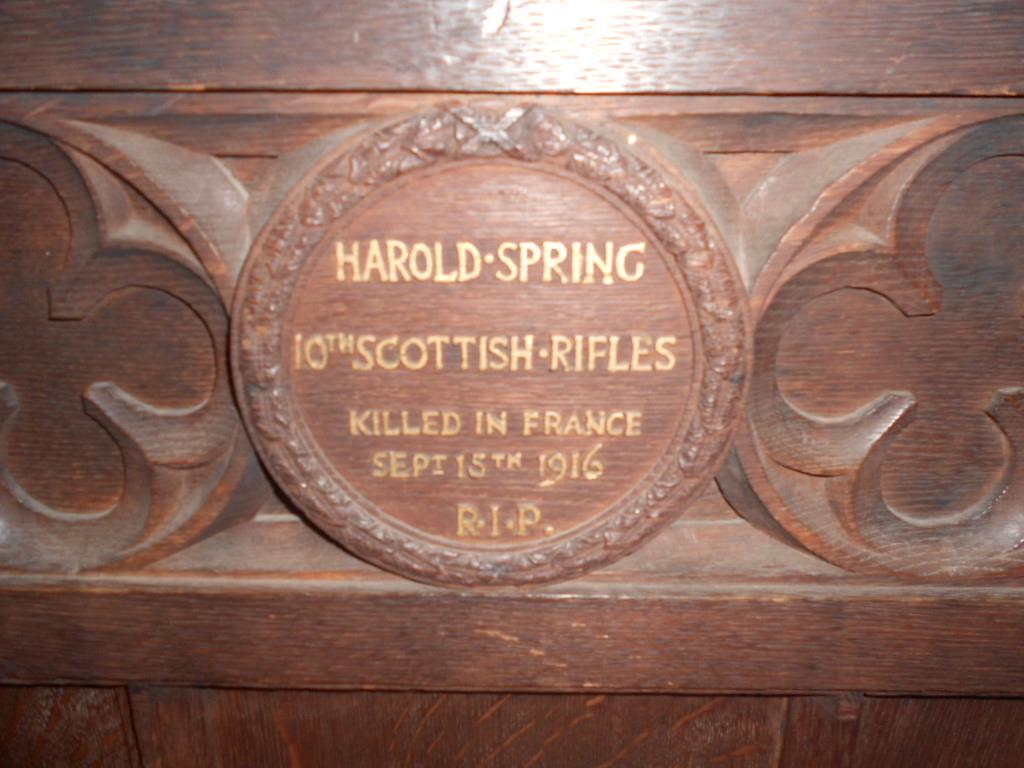 HAROLD·SPRING
10TH SCOTTISH·RIFLES
KILLED IN FRANCE
SEPT 15TH 1916
R·I·P.